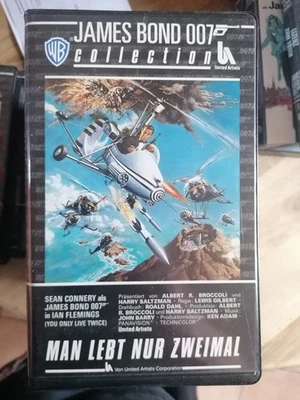 JAMES BOND 007
WB
collection
United Artists
SEAN CONNERY als
JAMES BOND 007
in IAN FLEMINGS
(YOU ONLY LIVE TWICE)
Präsentiert von ALBERT R. BROCCOLI und
HARRY SALTZMAN · Regie: LEWIS GILBERT
Drehbuch: ROALD DAHL · Produktion: ALBERT
R. BROCCOLI und HARRY SALTZMAN · Musik:
JOHN BARRY · Produktionsdesign: KEN ADAM ·
PANAVISION · TECHNICOLOR
United Artists
MAN LEBT NUR ZWEIMAL
Von United Artists Corporation